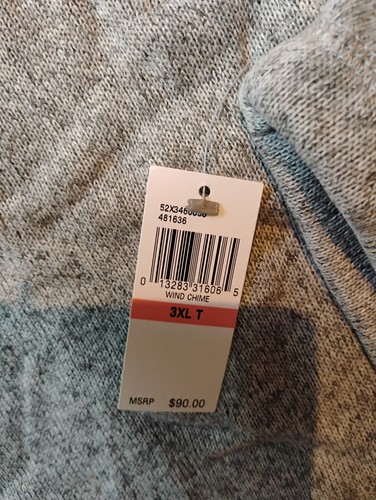 481636
0 13283 31606 5
WIND CHIME
3XL T
MSRP $90.00